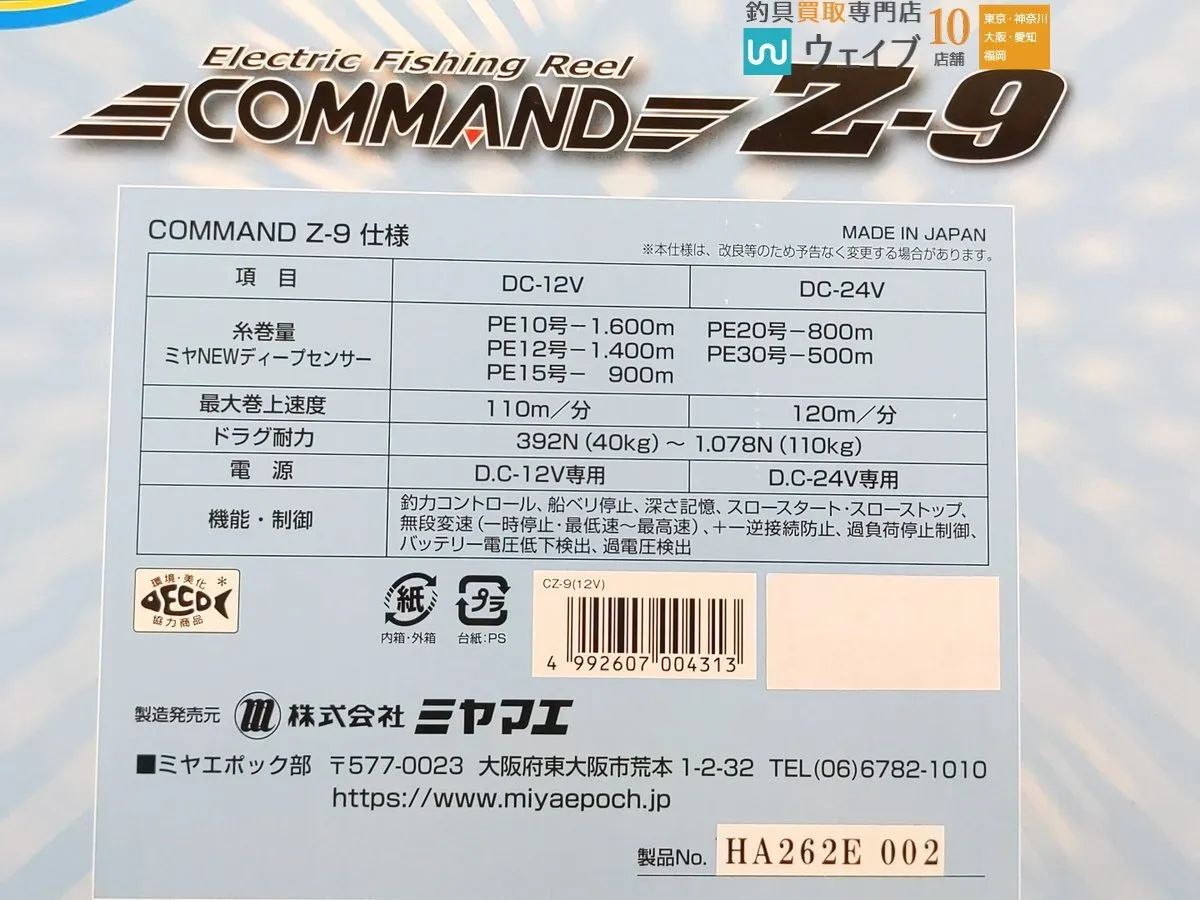 釣具買取専門店
ウェイブ
10
店舗
東京・神奈川
大阪・愛知
福岡
Electric Fishing Reel
COMMAND Z-9
COMMAND Z-9 仕様
MADE IN JAPAN
※本仕様は、改良等のため予告なく変更する場合があります。
項 目 DC-12V DC-24V
糸巻量
ミヤNEWディープセンサー
PE10号-1.600m PE20号-800m
PE12号-1.400m PE30号-500m
PE15号- 900m
最大巻上速度 110m/分 120m/分
ドラグ耐力 392N(40kg)~1.078N(110kg)
電 源 D.C-12V専用 D.C-24V専用
機能・制御
釣力コントロール、船べリ停止、深さ記憶、スロースタート・スローストップ、
無段変速(一時停止・最低速~最高速)、+-逆接続防止、過負荷停止制御、
バッテリー電圧低下検出、過電圧検出
環境・美化
ECO
協力商品
紙
内箱・外箱
プラ
台紙:PS
CZ-9(12V)
4 992607 004313
製造発売元 m 株式会社 ミヤマエ
■ミヤエポック部 〒577-0023 大阪府東大阪市荒本 1-2-32 TEL(06)6782-1010
https://www.miyaepoch.jp
製品No. HA262E 002